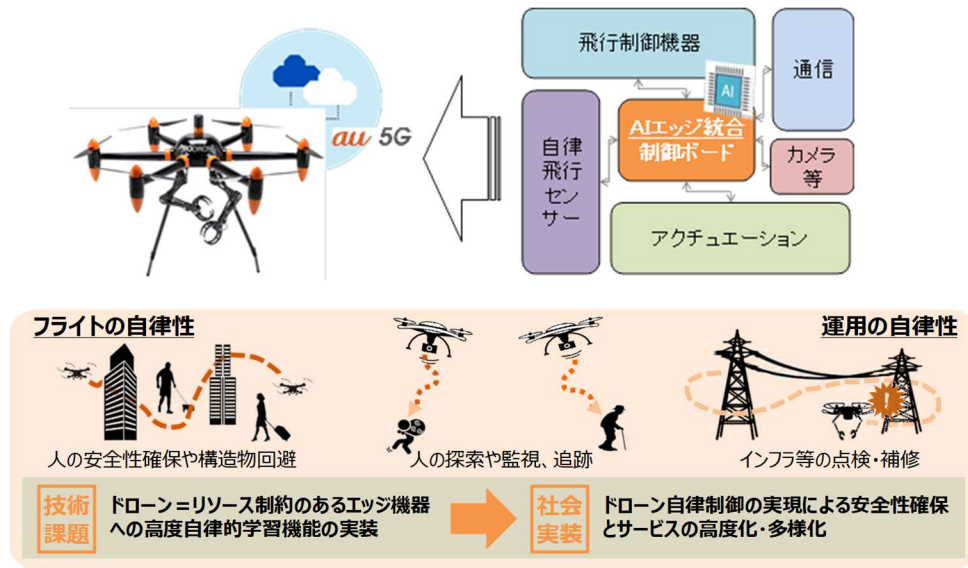 au 5G
飛行制御機器
通信
AI
AIエッジ統合
制御ボード
自律
飛行
セン
サー
カメラ
等
アクチュエーション
フライトの自律性
運用の自律性
人の安全性確保や構造物回避
人の探索や監視、追跡
インフラ等の点検・補修
技術
課題
ドローン=リソース制約のあるエッジ機器
への高度自律的学習機能の実装
社会
実装
ドローン自律制御の実現による安全性確保
とサービスの高度化・多様化